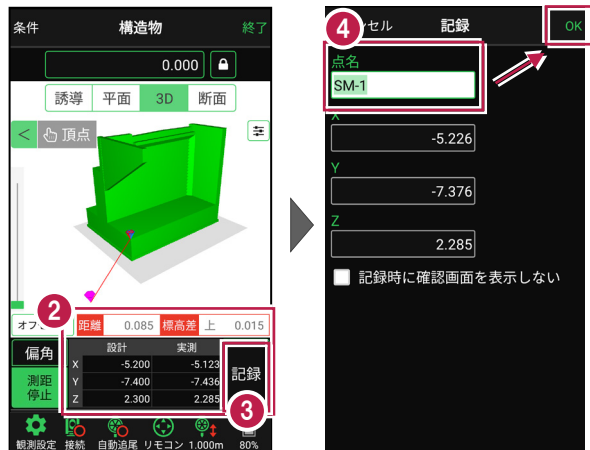 条件 構造物 終了
0.000
誘導 平面 3D 断面
< 頂点
2
オフ 距離 0.085 標高差 上 0.015
偏角
設計 実測
X -5.200 -5.123
Y -7.400 -7.436
Z 2.300 2.285
測距
停止
記録
3
観測設定 接続 自動追尾 リモコン 1.000m 80%
4
セル 記録 OK
点名
SM-1
X
-5.226
Y
-7.376
Z
2.285
記録時に確認画面を表示しない